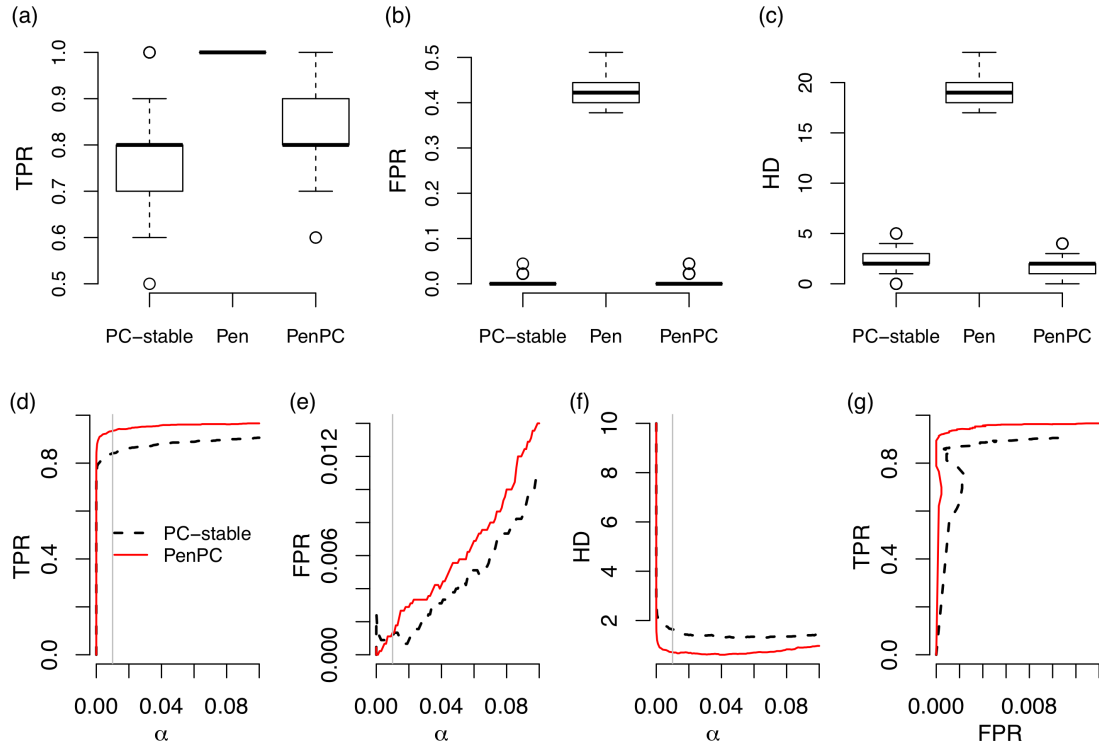 (a)
(b)
(c)
TPR
0.5 0.6 0.7 0.8 0.9 1.0
PC−stable Pen PenPC
FPR
0.0 0.1 0.2 0.3 0.4 0.5
PC−stable Pen PenPC
HD
0 5 10 15 20
PC−stable Pen PenPC
(d)
(e)
(f)
(g)
TPR
0.0 0.4 0.8
PC−stable
PenPC
0.00 0.04 0.08
α
FPR
0.000 0.006 0.012
0.00 0.04 0.08
α
HD
2 4 6 8 10
0.00 0.04 0.08
α
TPR
0.0 0.4 0.8
0.000 0.008
FPR